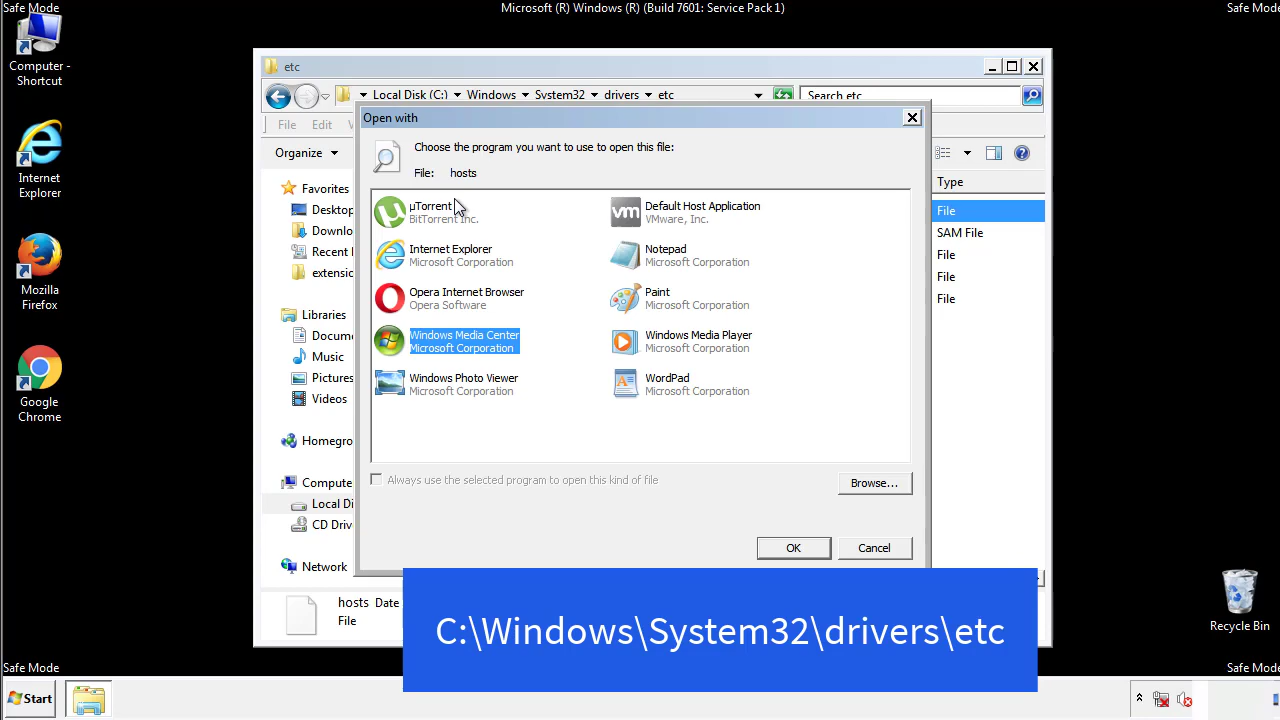 Safe Mode
Microsoft (R) Windows (R) (Build 7601: Service Pack 1)
Safe Mode
Computer -
Shortcut
Internet
Explorer
Mozilla
Firefox
Google
Chrome
etc
Local Disk (C:) Windows System32 drivers etc
Search etc
File Edit
Organize
Type
Favorites
Desktop
Downlo
Recent
extensio
Libraries
Docume
Music
Pictures
Videos
Homegro
Compute
Local Di
CD Drive
Network
File
SAM File
File
File
File
Open with
Choose the program you want to use to open this file:
File: hosts
µTorrent
BitTorrent Inc.
Default Host Application
VMware, Inc.
Internet Explorer
Microsoft Corporation
Notepad
Microsoft Corporation
Opera Internet Browser
Opera Software
Paint
Microsoft Corporation
Windows Media Center
Microsoft Corporation
Windows Media Player
Microsoft Corporation
Windows Photo Viewer
Microsoft Corporation
WordPad
Microsoft Corporation
Always use the selected program to open this kind of file
Browse...
OK
Cancel
hosts Date
File
C:\Windows\System32\drivers\etc
Recycle Bin
Safe Mode
Safe Mode
Start